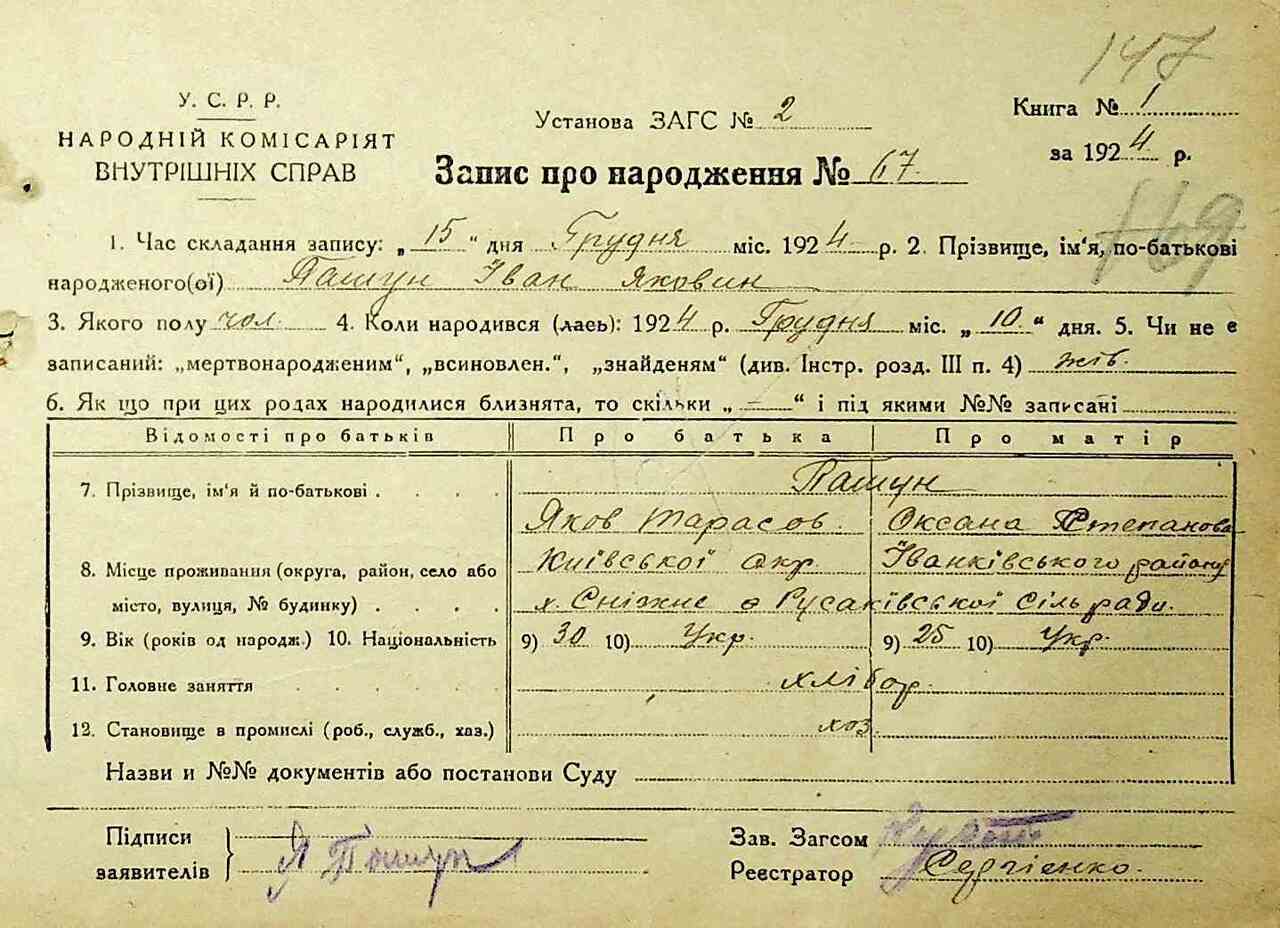 147
У. С. Р. Р.
НАРОДНІЙ КОМІСАРІЯТ
ВНУТРІШНІХ СПРАВ
Установа ЗАГС № 2
Книга № 1
за 1924 р.
Запис про народження № 67.
169
1. Час складання запису: „ 15 “ дня Грудня міс. 1924 р. 2. Прізвище, ім‘я, по-батькові
народженого(ої) Пашун Іван Яковин
3. Якого полу чол. 4. Коли народився (лаеь): 1924 р. Грудня міс. „ 10. “ дня. 5. Чи не є
записаний: „мертвонародженим“, „всиновлен.“, „знайденям“ (див. Інстр. розд. III п. 4) жів.
6. Як що при цих родах народилися близнята, то скільки „ — “ і під якими №№ записані
Відомості про батьків Про батька Про матір
7. Прізвище, ім‘я й по-батькові Пашун
Яков Тарасов. Оксана Степанова
8. Місце проживання (округа, район, село або Київської Окр. Іванківського району
місто, вулиця, № будинку) х. Сніжне Русаківської Сільради.
9. Вік (років од народж.) 10. Національність 9) 30 10) Укр. 9) 25 10) Укр.
11. Головне заняття хлібор.
12. Становище в промислі (роб., служб., хаз.) хоз
Назви и №№ документів або постанови Суду
Підписи
заявителів Я Пашун
Зав. Загсом
Реєстратор Сергієнко.